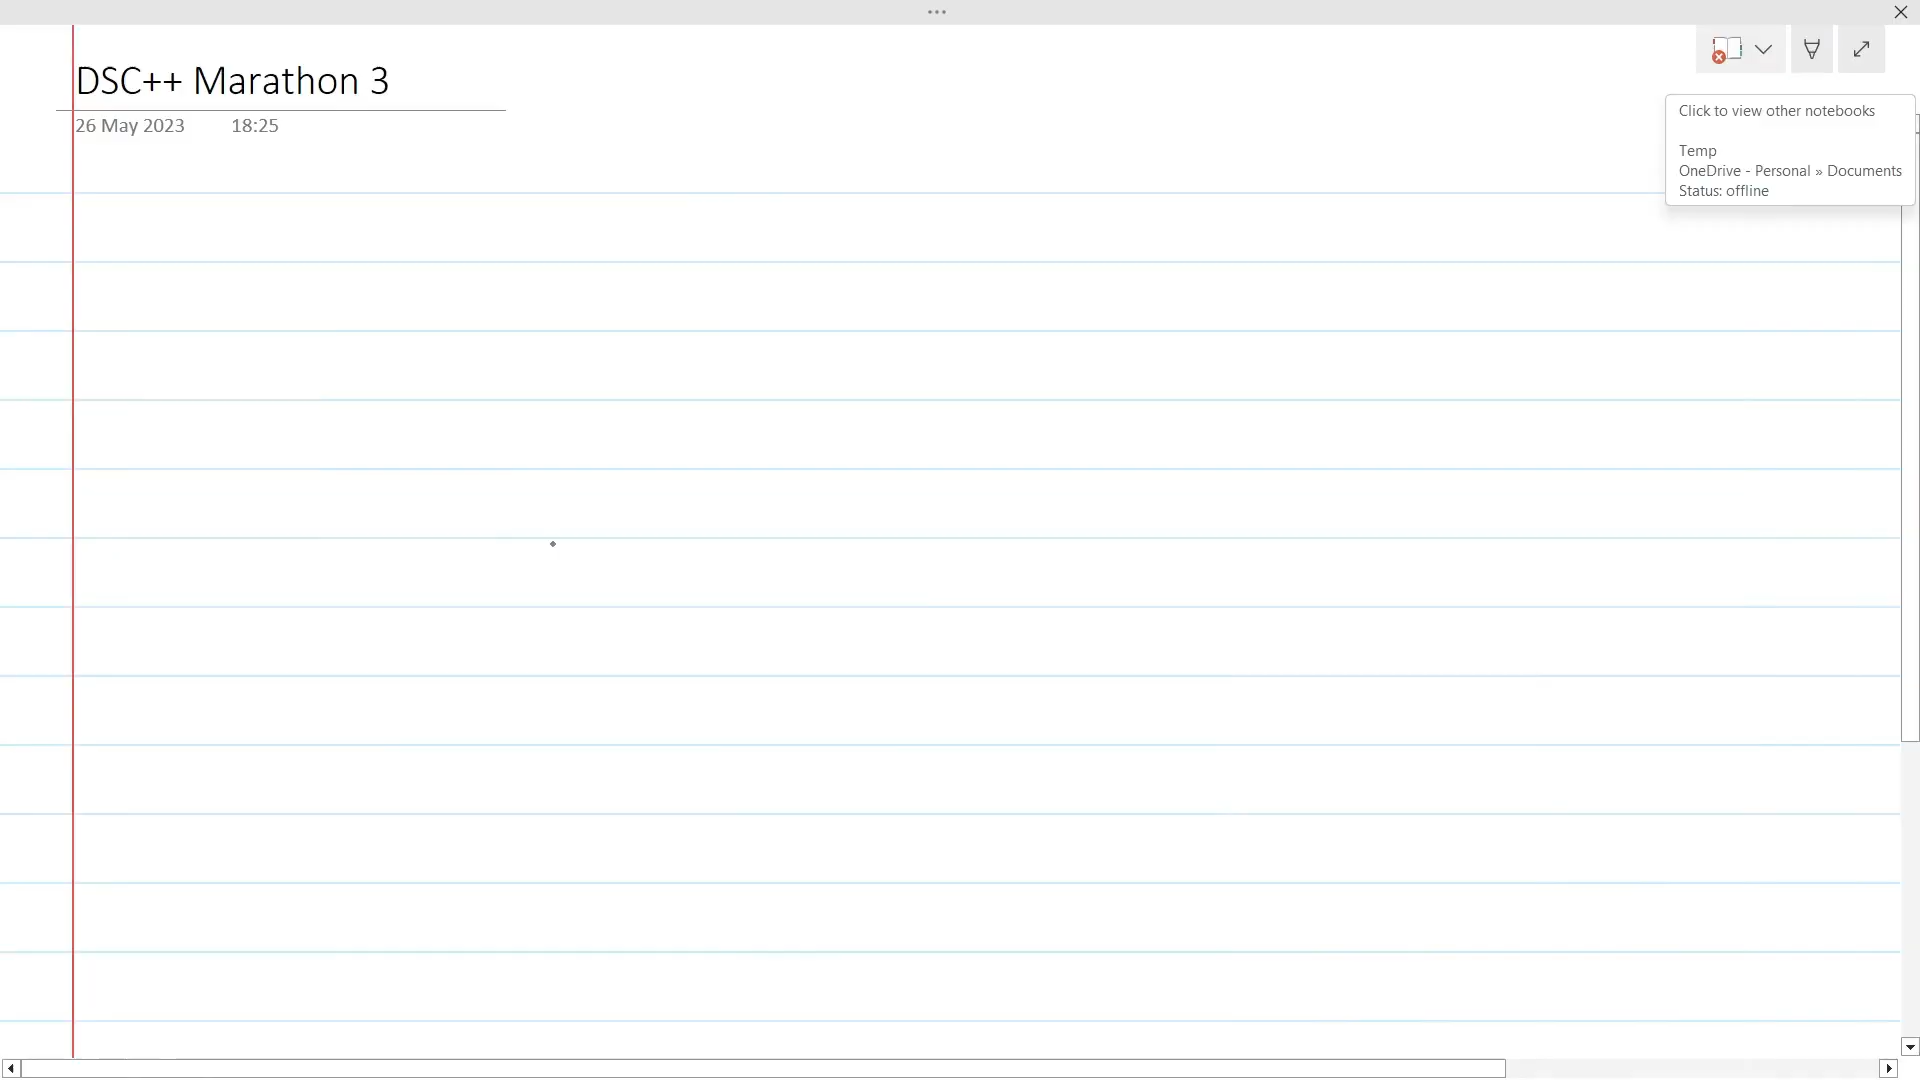 DSC++ Marathon 3
26 May 2023 18:25
Click to view other notebooks
Temp
OneDrive - Personal » Documents
Status: offline